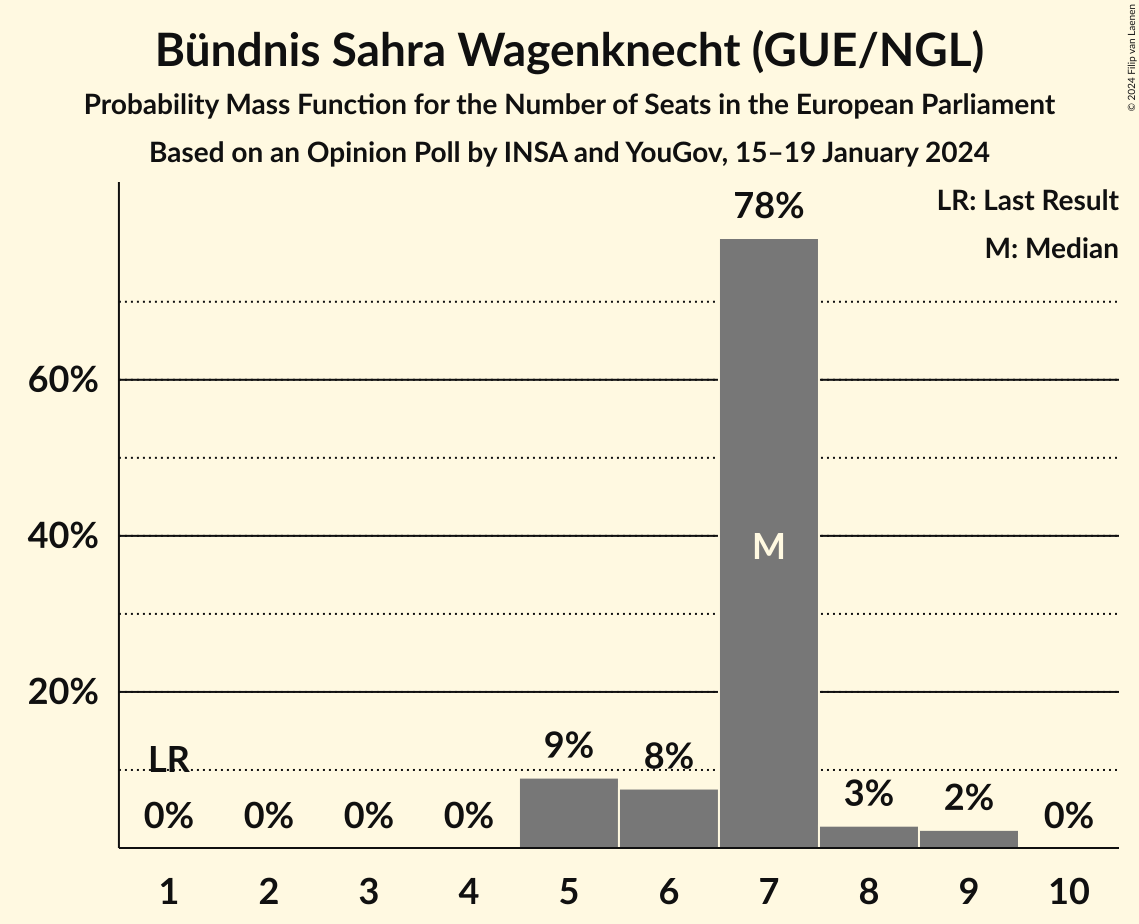 Bündnis Sahra Wagenknecht (GUE/NGL)
Probability Mass Function for the Number of Seats in the European Parliament
Based on an Opinion Poll by INSA and YouGov, 15–19 January 2024
© 2024 Filip van Laenen
LR: Last Result
M: Median
78%
60%
40%
20%
M
LR
0%
0%
0%
0%
9%
8%
3%
2%
0%
1 2 3 4 5 6 7 8 9 10